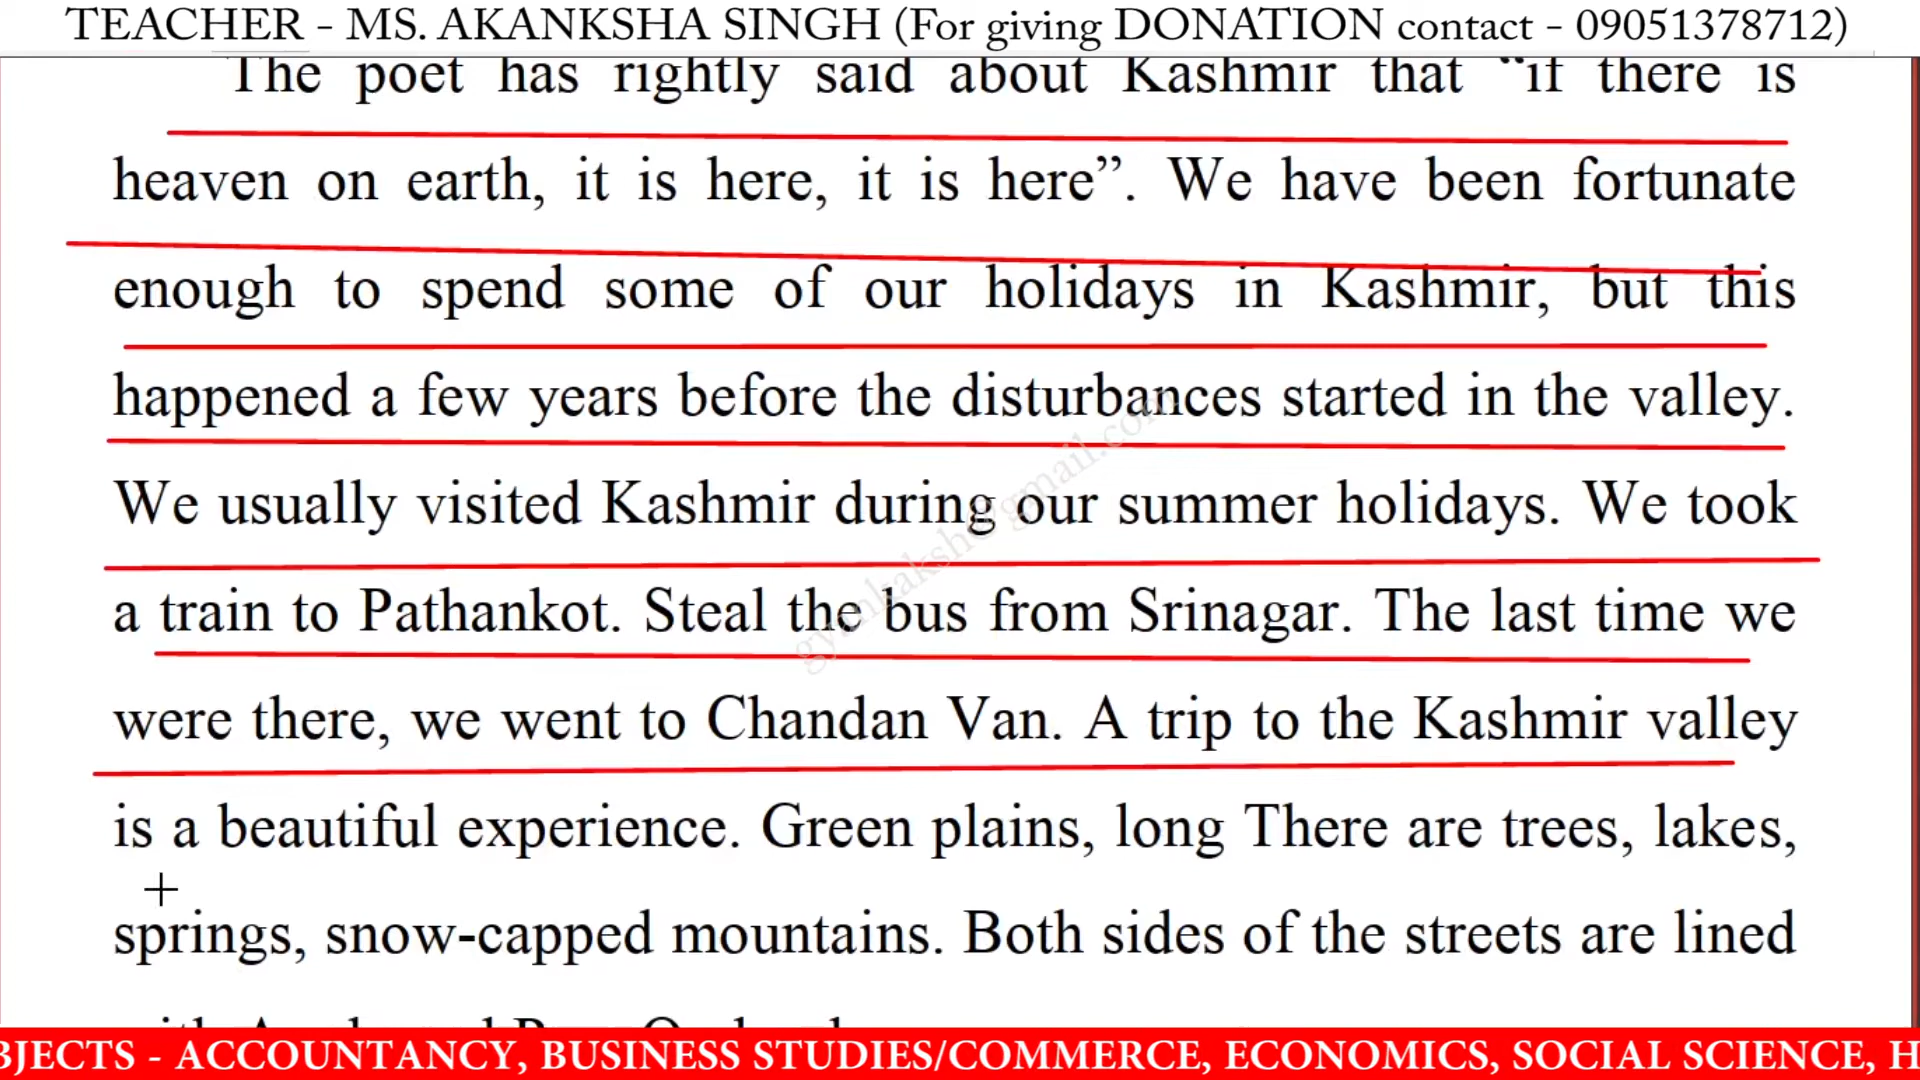 TEACHER - MS. AKANKSHA SINGH (For giving DONATION contact - 09051378712)
The poet has rightly said about Kashmir that "if there is
heaven on earth, it is here, it is here”. We have been fortunate
enough to spend some of our holidays in Kashmir, but this
happened a few years before the disturbances started in the valley.
We usually visited Kashmir during our summer holidays. We took
a train to Pathankot. Steal the bus from Srinagar. The last time we
were there, we went to Chandan Van. A trip to the Kashmir valley
is a beautiful experience. Green plains, long There are trees, lakes,
springs, snow-capped mountains. Both sides of the streets are lined
BJECTS - ACCOUNTANCY, BUSINESS STUDIES/COMMERCE, ECONOMICS, SOCIAL SCIENCE, H